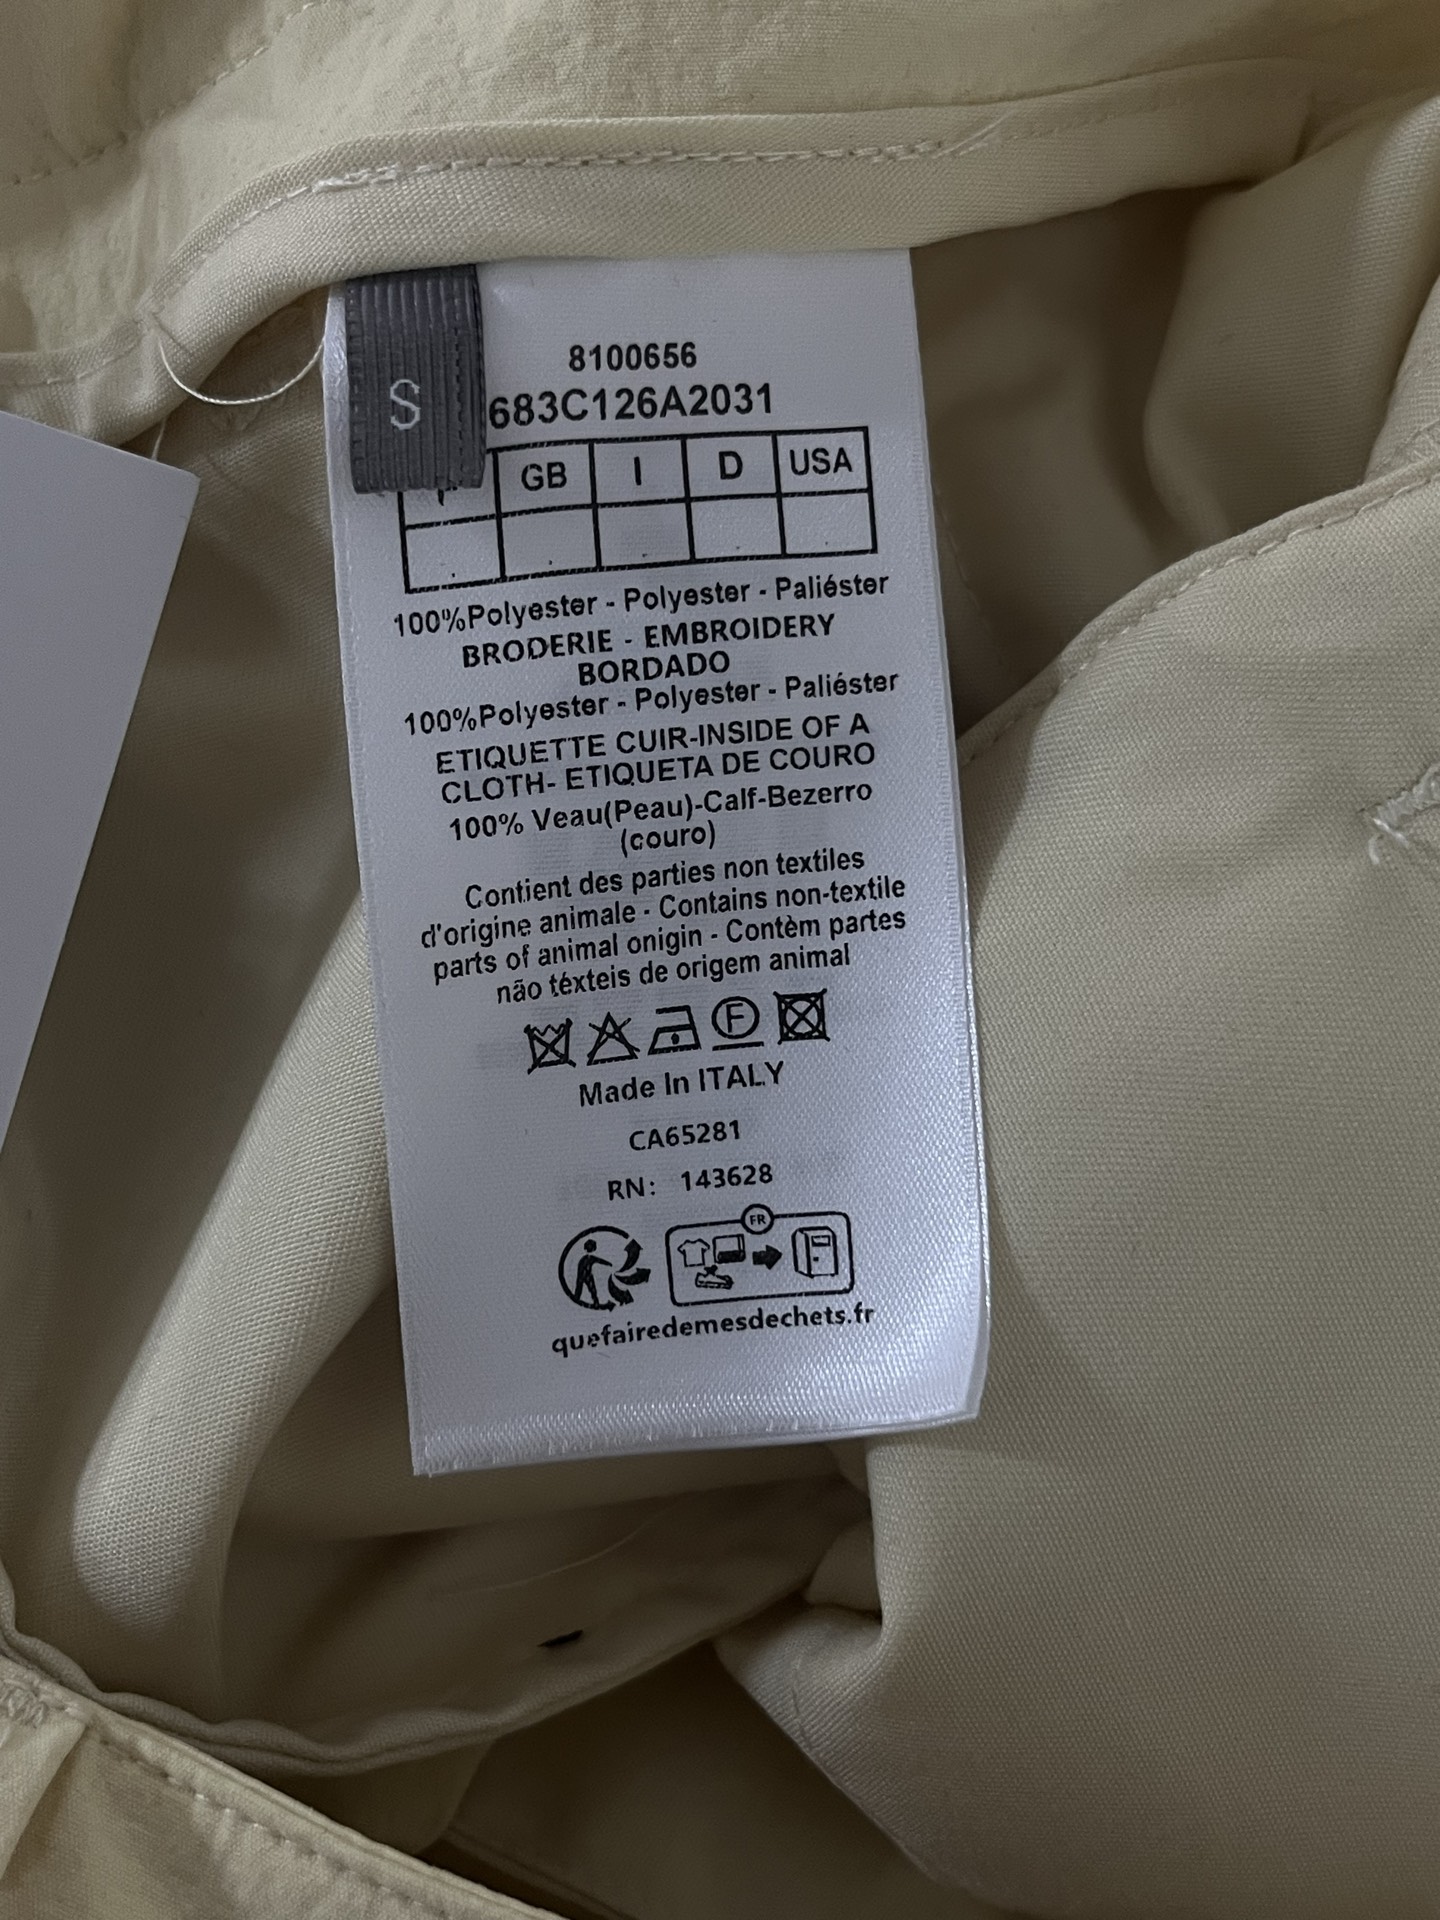 S
8100656
683C126A2031
GB I D USA
100%Polyester - Polyester - Paliéster
BRODERIE - EMBROIDERY
BORDADO
100%Polyester - Polyester - Paliéster
ETIQUETTE CUIR-INSIDE OF A
CLOTH- ETIQUETA DE COURO
100% Veau(Peau)-Calf-Bezerro
(couro)
Contient des parties non textiles
d'origine animale - Contains non-textile
parts of animal onigin - Contèm partes
não téxteis de origem animal
F
Made In ITALY
CA65281
RN: 143628
FR
quefairedemesdechets.fr